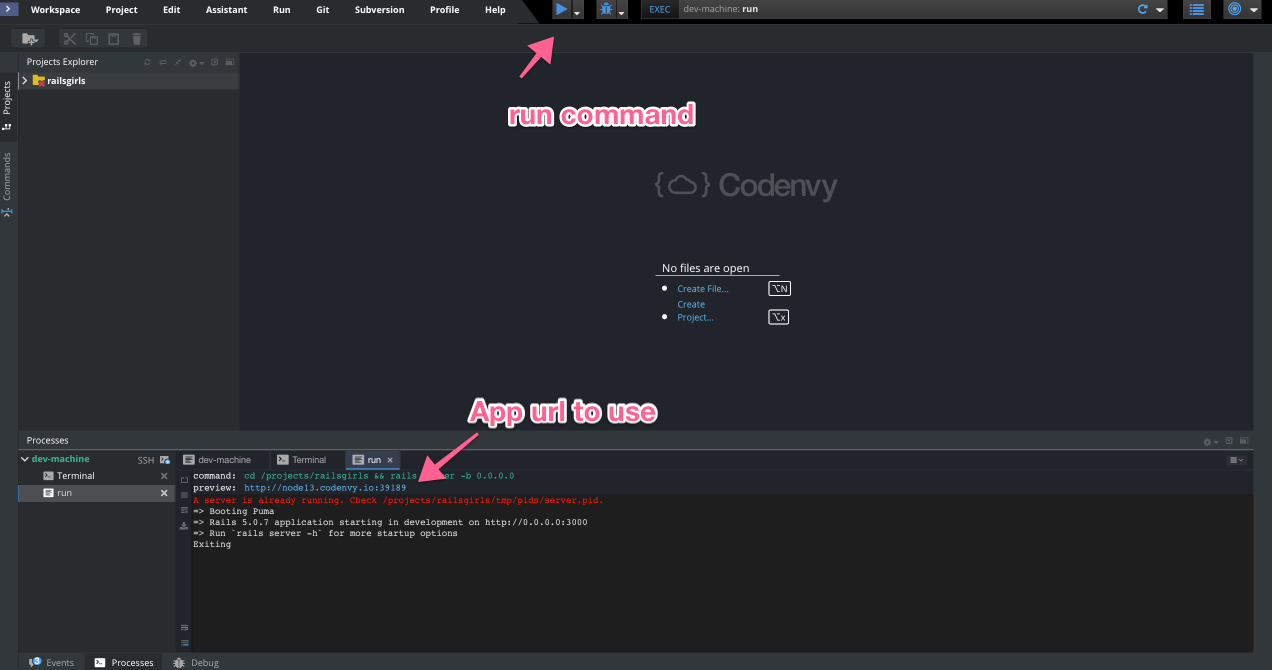 Workspace Project Edit Assistant Run Git Subversion Profile Help EXEC dev-machine: run
Projects Explorer
railsgirls
Projects
Commands
run command
{} Codenvy
No files are open
Create File... ⌥N
Create
Project... ⌥x
App url to use
Processes
dev-machine SSH
Terminal
run
dev-machine Terminal run
command: cd /projects/railsgirls && rails er -b 0.0.0.0
preview: http://node13.codenvy.io:39189
A server is already running. Check /projects/railsgirls/tmp/pids/server.pid.
=> Booting Puma
=> Rails 5.0.7 application starting in development on http://0.0.0.0:3000
=> Run `rails server -h` for more startup options
Exiting
3 Events Processes Debug